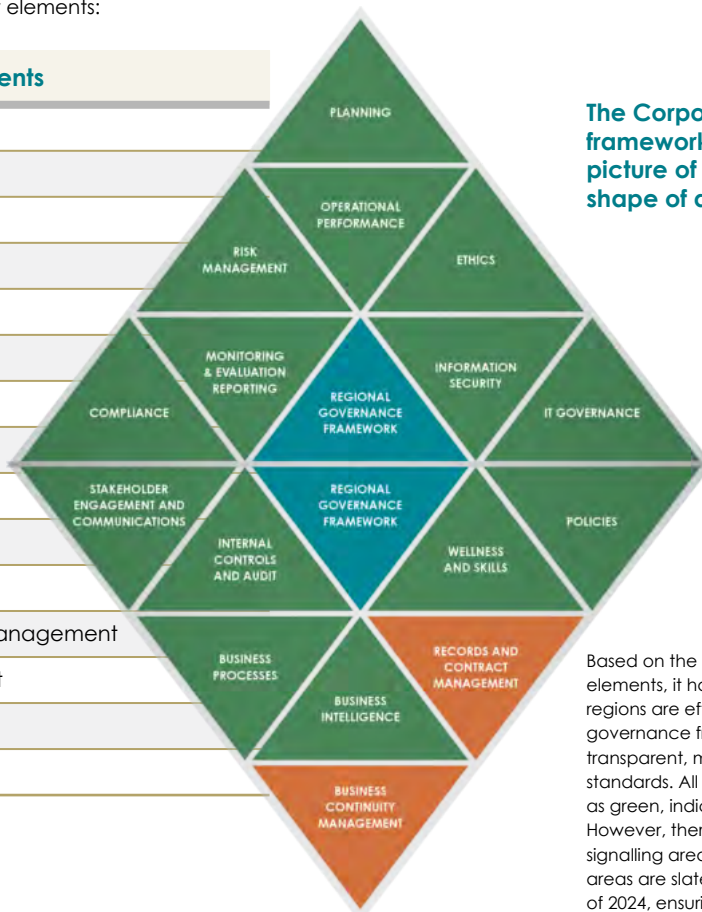 elements:
ents
PLANNING
The Corpo
framework
picture of
shape of a
OPERATIONAL
PERFORMANCE
RISK
MANAGEMENT
ETHICS
MONITORING
& EVALUATION
REPORTING
INFORMATION
SECURITY
REGIONAL
GOVERNANCE
FRAMEWORK
COMPLIANCE
IT GOVERNANCE
STAKEHOLDER
ENGAGEMENT AND
COMMUNICATIONS
REGIONAL
GOVERNANCE
FRAMEWORK
POLICIES
INTERNAL
CONTROLS
AND AUDIT
WELLNESS
AND SKILLS
anagement
t
BUSINESS
PROCESSES
RECORDS AND
CONTRACT
MANAGEMENT
BUSINESS
INTELLIGENCE
BUSINESS
CONTINUITY
MANAGEMENT
Based on the
elements, it ha
regions are eff
governance fr
transparent, m
standards. All
as green, indic
However, ther
signalling area
areas are slate
of 2024, ensuri